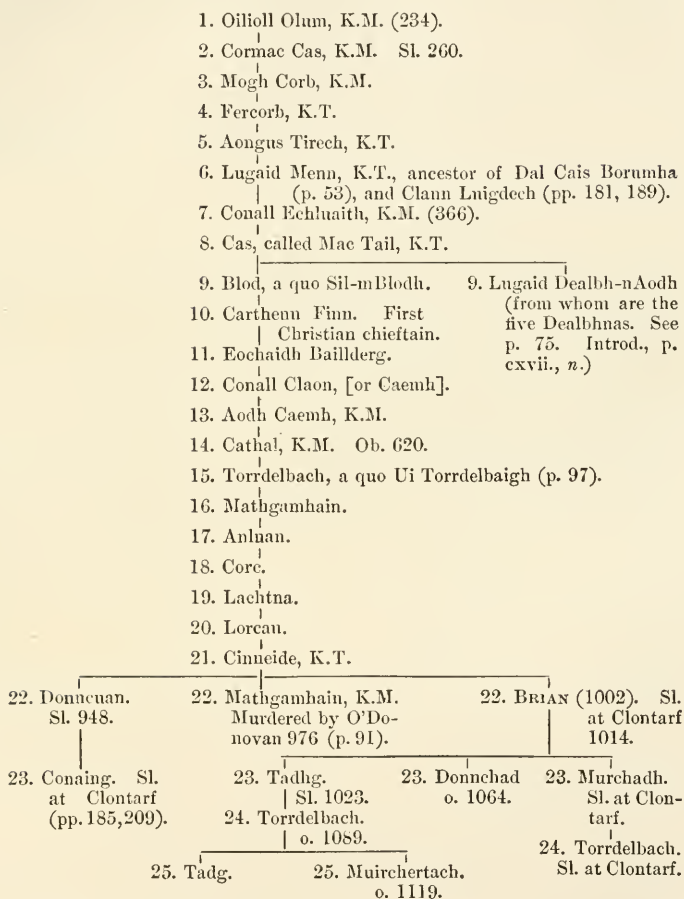 1. Oilioll Olum, K.M. (234).
2. Cormac Cas, K.M. Sl. 260.
3. Mogh Corb, K.M.
4. Fercorb, K.T.
5. Aongus Tirech, K.T.
6. Lugaid Menn, K.T., ancestor of Dal Cais Borumha
(p. 53), and Clann Luigdech (pp. 181, 189).
7. Conall Echluaith, K.M. (366).
8. Cas, called Mac Tail, K.T.
9. Blod, a quo Sil-mBlodh.
10. Carthenn Finn. First
Christian chieftain.
9. Lugaid Dealbh-nAodh
(from whom are the
five Dealbhnas. See
p. 75. Introd., p.
cxvii., n.)
11. Eochaidh Baillderg.
12. Conall Claon, [or Caemh].
13. Aodh Caemh, K.M.
14. Cathal, K.M. Ob. 620.
15. Torrdelbach, a quo Ui Torrdelbaigh (p. 97).
16. Mathgamhain.
17. Anluan.
18. Corc.
19. Lachtna.
20. Lorcan.
21. Cinneide, K.T.
22. Donncuan.
Sl. 948.
22. Mathgamhain, K.M.
Murdered by O'Do-
novan 976 (p. 91).
22. BRIAN (1002). Sl.
at Clontarf
1014.
23. Conaing. Sl.
at Clontarf
(pp. 185, 209).
23. Tadhg.
Sl. 1023.
23. Donnchad
o. 1064.
23. Murchadh.
Sl. at Clon-
tarf.
24. Torrdelbach.
o. 1089.
24. Torrdelbach.
Sl. at Clontarf.
25. Tadg.
25. Muirchertach.
o. 1119.